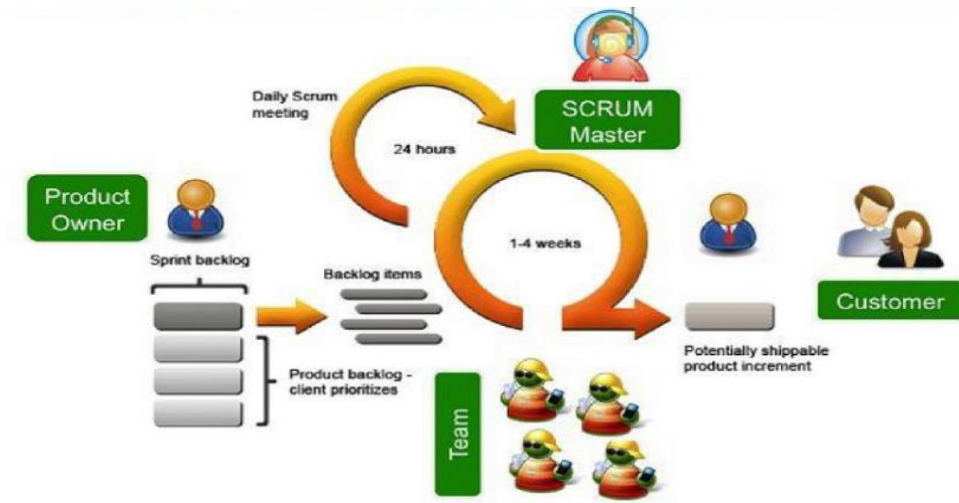 SCRUM
Master
Daily Scrum
meeting
24 hours
Product
Owner
1-4 weeks
Sprint backlog
Backlog items
Customer
Product backlog -
client prioritizes
Potentially shippable
product increment
Team